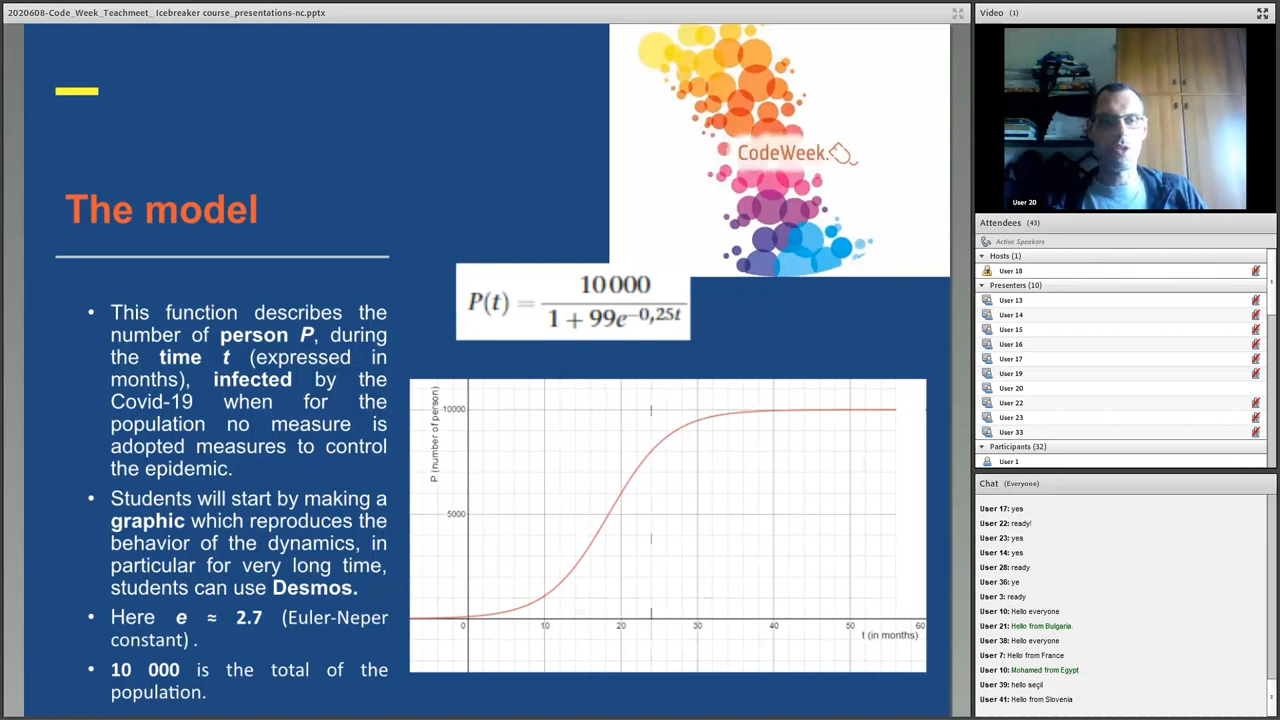 20200608-Code_Week_Teachmeet_ Icebreaker course_presentations-nc.pptx
CodeWeek.
The model
• This function describes the
number of person P, during
the time t (expressed in
months), infected by the
Covid-19 when for the
population no measure is
adopted measures to control
the epidemic.
• Students will start by making a
graphic which reproduces the
behavior of the dynamics, in
particular for very long time,
students can use Desmos.
• Here e ≈ 2.7 (Euler-Neper
constant) .
• 10 000 is the total of the
population.
P(t) = 10 000 / (1 + 99e^−0,25t)
P (number of person)
10000
5000
0 10 20 30 40 50 60
t (in months)
Video (1)
User 20
Attendees (43)
Active Speakers
Hosts (1)
User 18
Presenters (10)
User 13
User 14
User 15
User 16
User 17
User 19
User 20
User 22
User 23
User 33
Participants (32)
User 1
Chat (Everyone)
User 17: yes
User 22: ready!
User 23: yes
User 14: yes
User 28: ready
User 36: ye
User 3: ready
User 10: Hello everyone
User 21: Hello from Bulgaria.
User 38: Hello everyone
User 7: Hello from France
User 10: Mohamed from Egypt
User 39: hello seçil
User 41: Hello from Slovenia